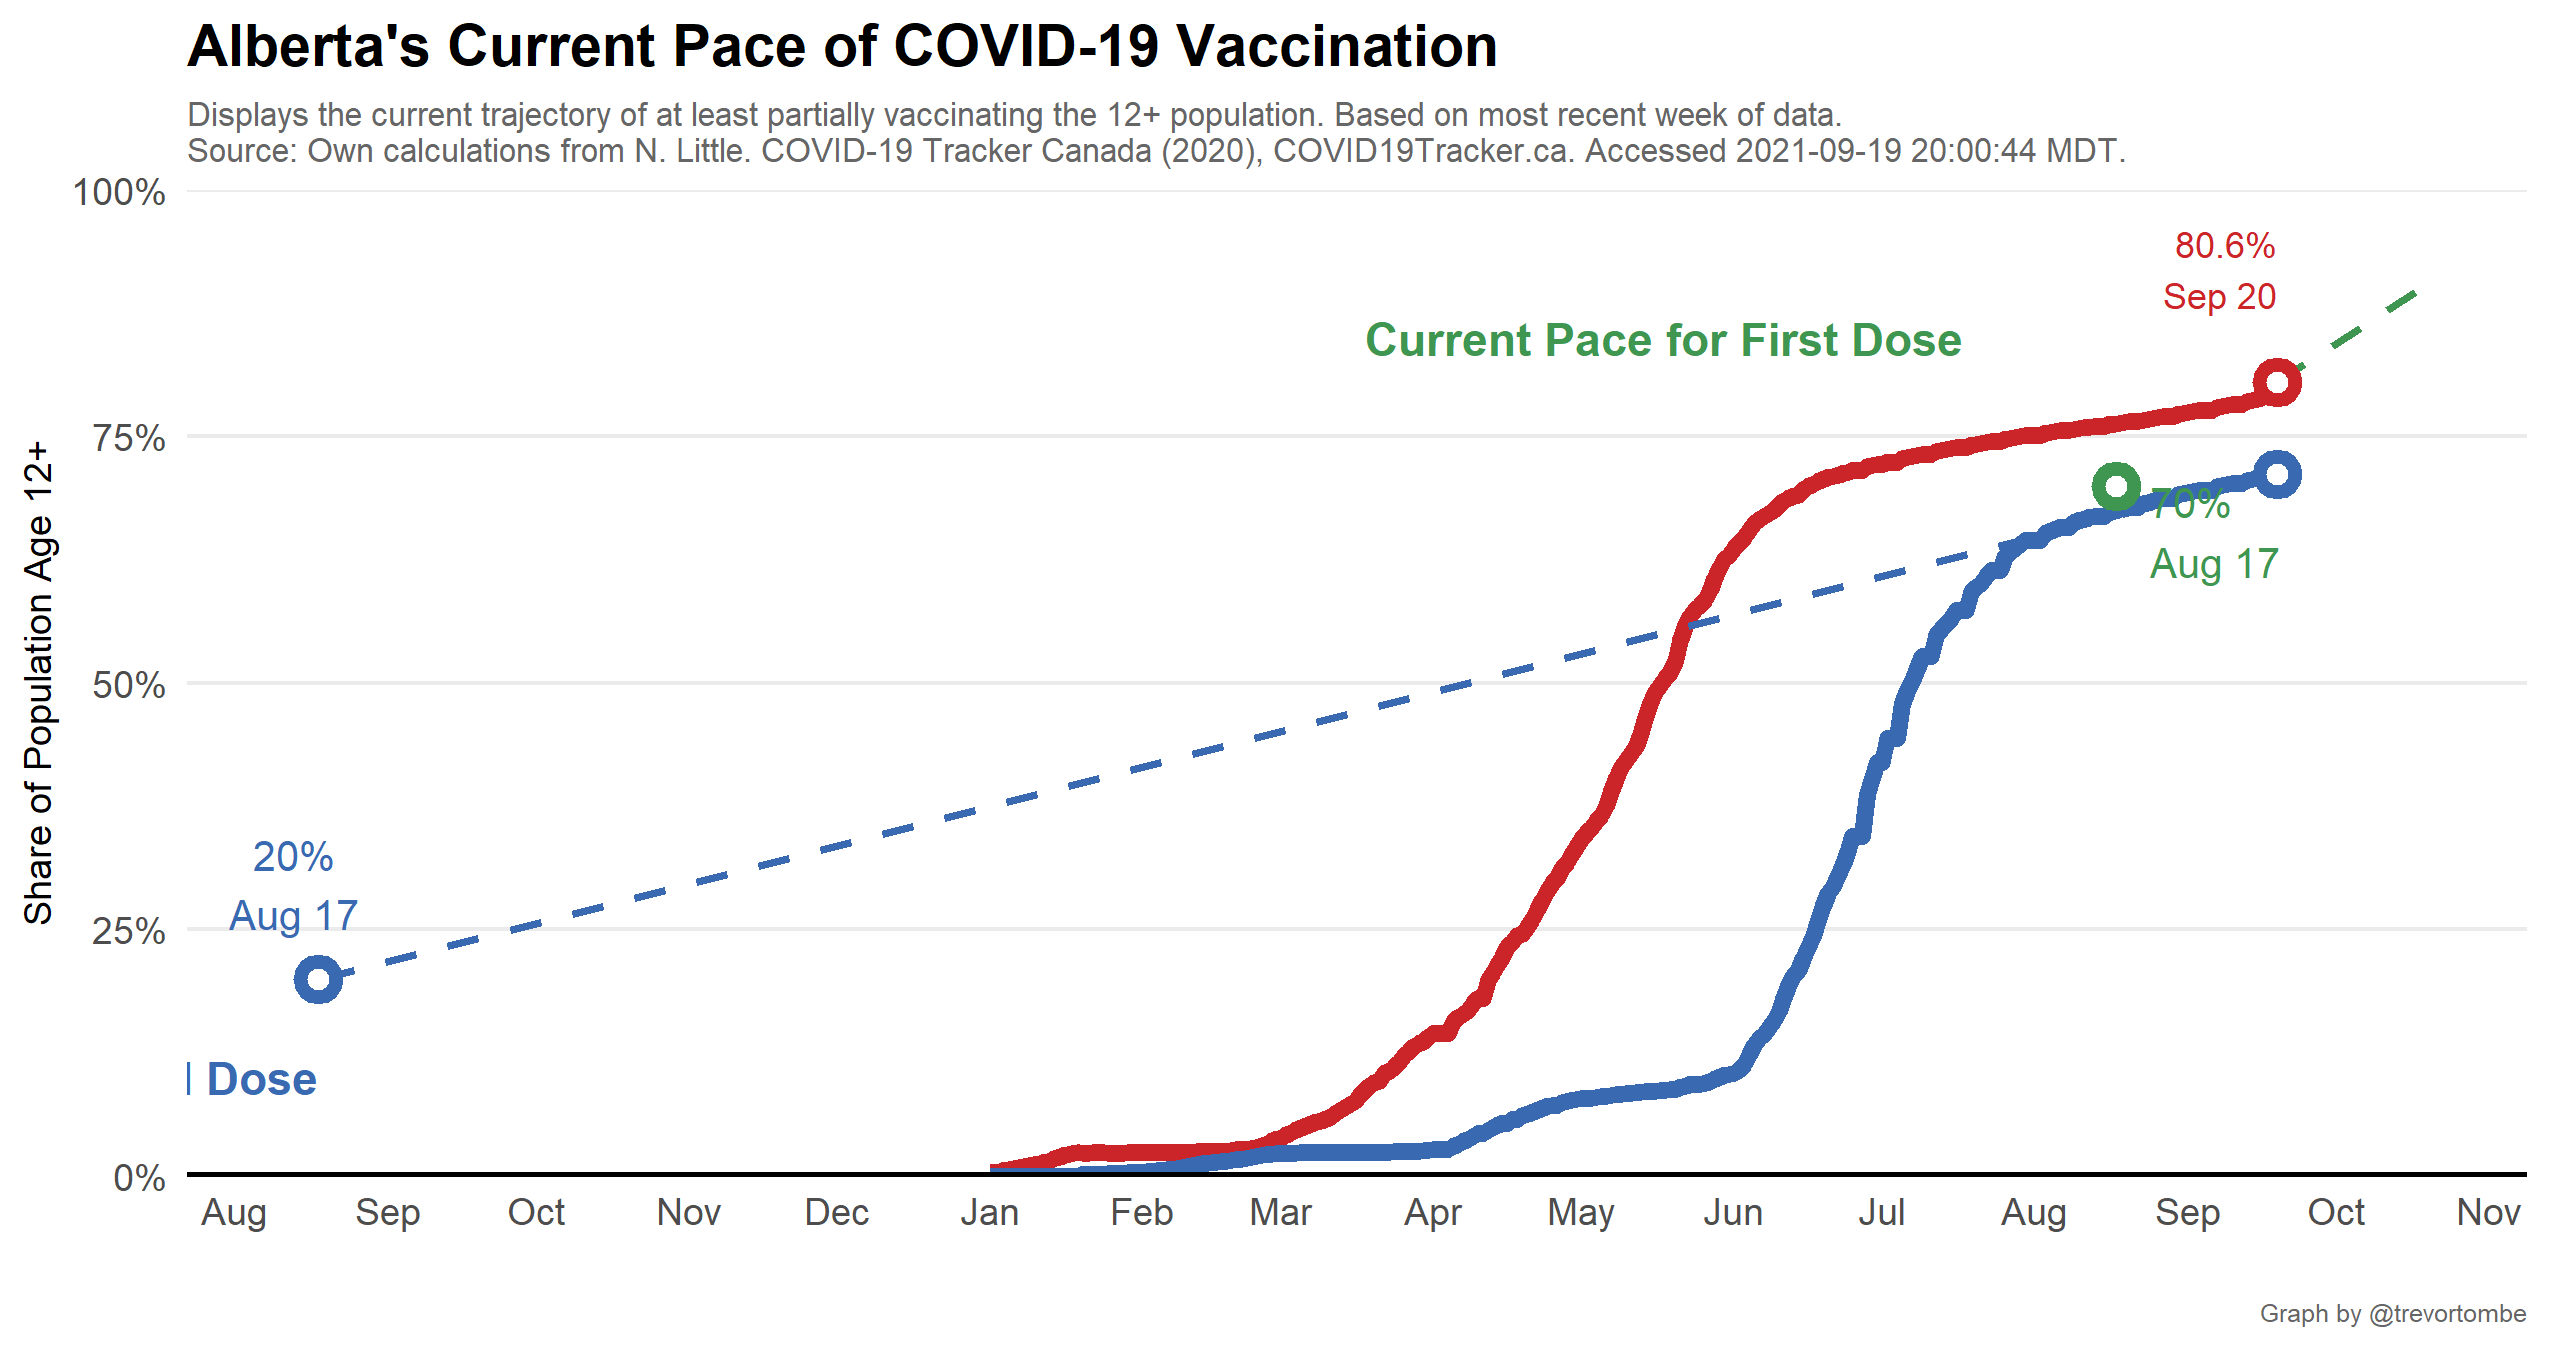 Alberta's Current Pace of COVID-19 Vaccination
Displays the current trajectory of at least partially vaccinating the 12+ population. Based on most recent week of data.
Source: Own calculations from N. Little. COVID-19 Tracker Canada (2020), COVID19Tracker.ca. Accessed 2021-09-19 20:00:44 MDT.
100%
75%
50%
25%
0%
Share of Population Age 12+
80.6%
Sep 20
Current Pace for First Dose
70%
Aug 17
20%
Aug 17
Dose
Aug Sep Oct Nov Dec Jan Feb Mar Apr May Jun Jul Aug Sep Oct Nov
Graph by @trevortombe